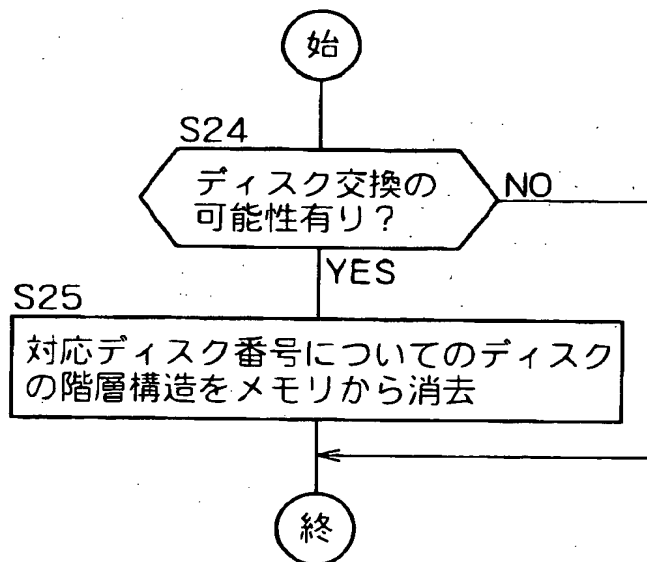 始
S24
ディスク交換の
可能性有り？
NO
YES
S25
対応ディスク番号についてのディスク
の階層構造をメモリから消去
終